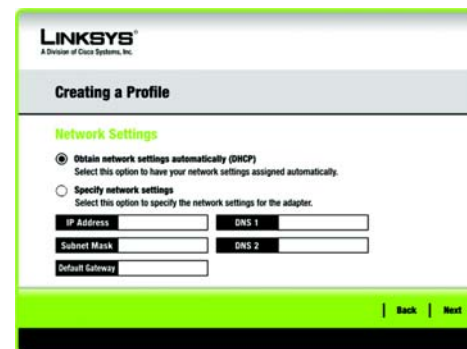 LINKSYS®
A Division of Cisco Systems, Inc.
Creating a Profile
Network Settings
Obtain network settings automatically (DHCP)
Select this option to have your network settings assigned automatically.
Specify network settings
Select this option to specify the network settings for the adapter.
IP Address DNS 1
Subnet Mask DNS 2
Default Gateway
Back Next